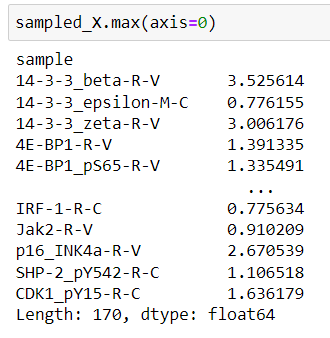 sampled_X.max(axis=0)
sample
14-3-3_beta-R-V 3.525614
14-3-3_epsilon-M-C 0.776155
14-3-3_zeta-R-V 3.006176
4E-BP1-R-V 1.391335
4E-BP1_pS65-R-V 1.335491
...
IRF-1-R-C 0.775634
Jak2-R-V 0.910209
p16_INK4a-R-V 2.670539
SHP-2_pY542-R-C 1.106518
CDK1_pY15-R-C 1.636179
Length: 170, dtype: float64